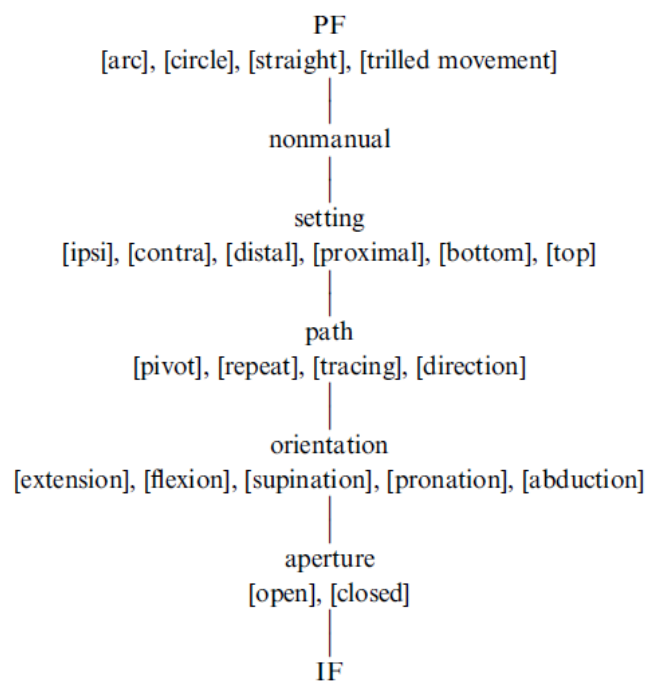 PF
[arc], [circle], [straight], [trilled movement]
nonmanual
setting
[ipsi], [contra], [distal], [proximal], [bottom], [top]
path
[pivot], [repeat], [tracing], [direction]
orientation
[extension], [flexion], [supination], [pronation], [abduction]
aperture
[open], [closed]
IF